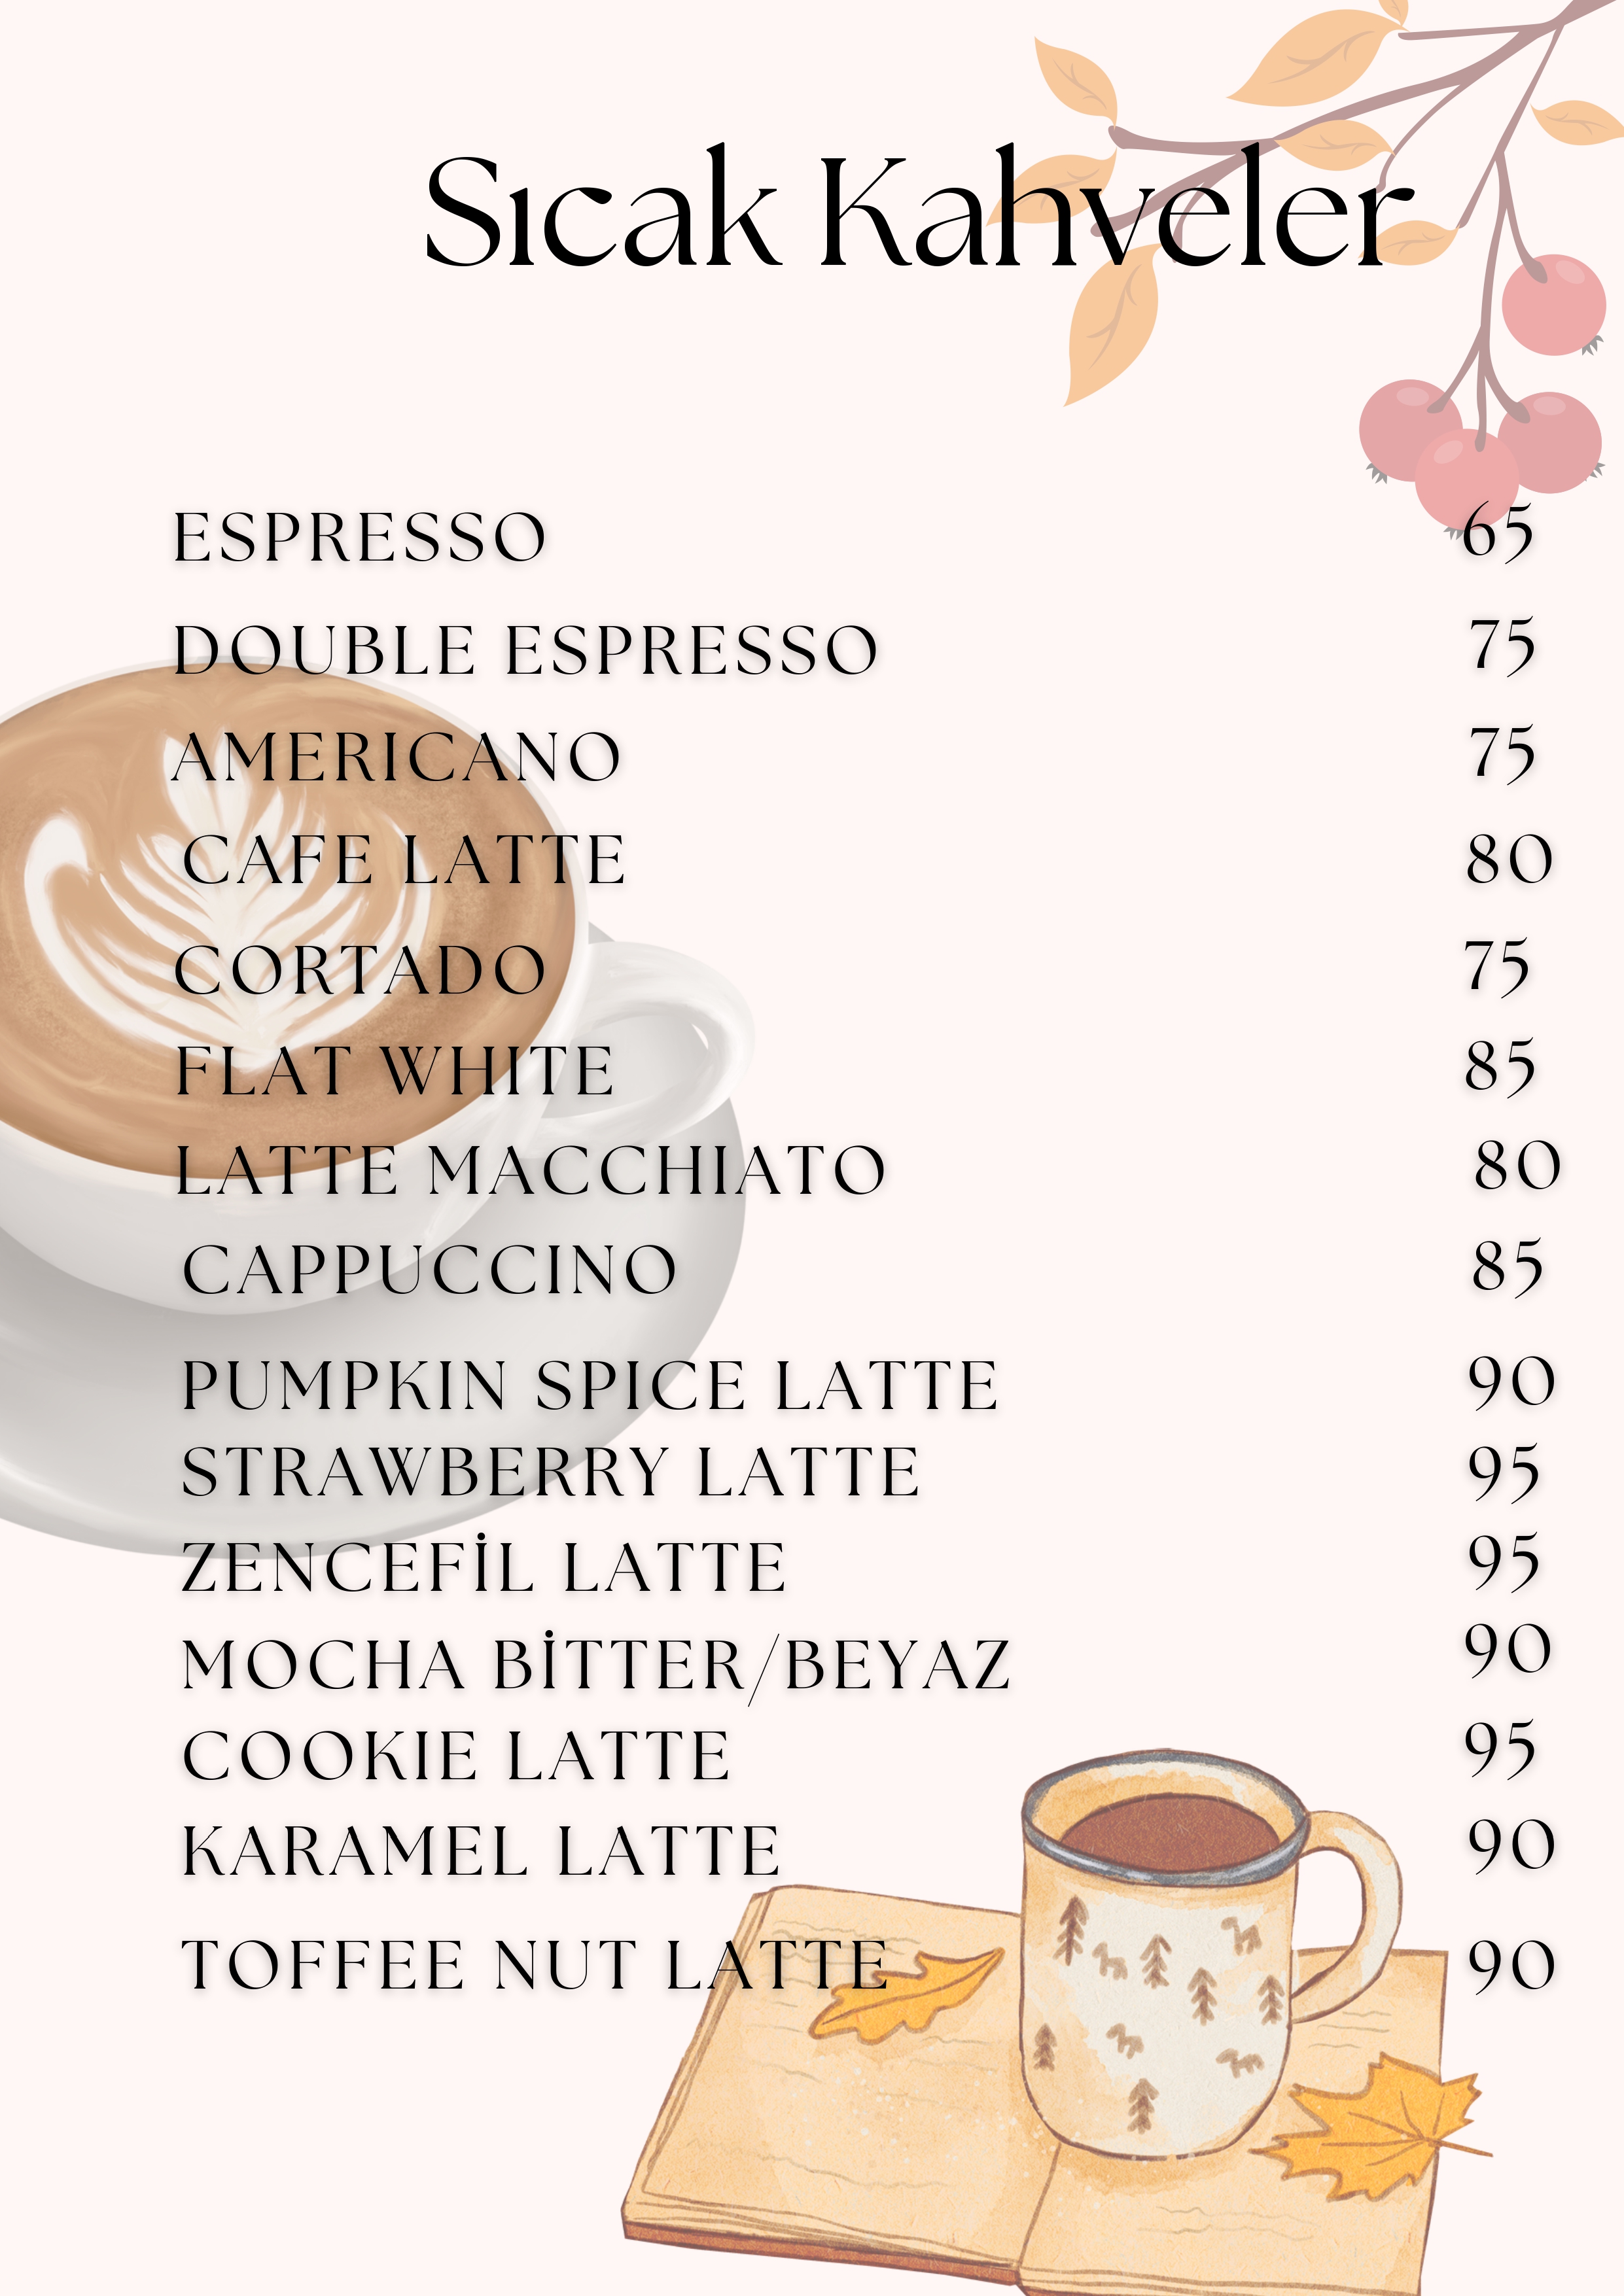 Sıcak Kahveler
ESPRESSO 65
DOUBLE ESPRESSO 75
AMERICANO 75
CAFE LATTE 80
CORTADO 75
FLAT WHITE 85
LATTE MACCHIATO 80
CAPPUCCINO 85
PUMPKIN SPICE LATTE 90
STRAWBERRY LATTE 95
ZENCEFİL LATTE 95
MOCHA BİTTER/BEYAZ 90
COOKIE LATTE 95
KARAMEL LATTE 90
TOFFEE NUT LATTE 90